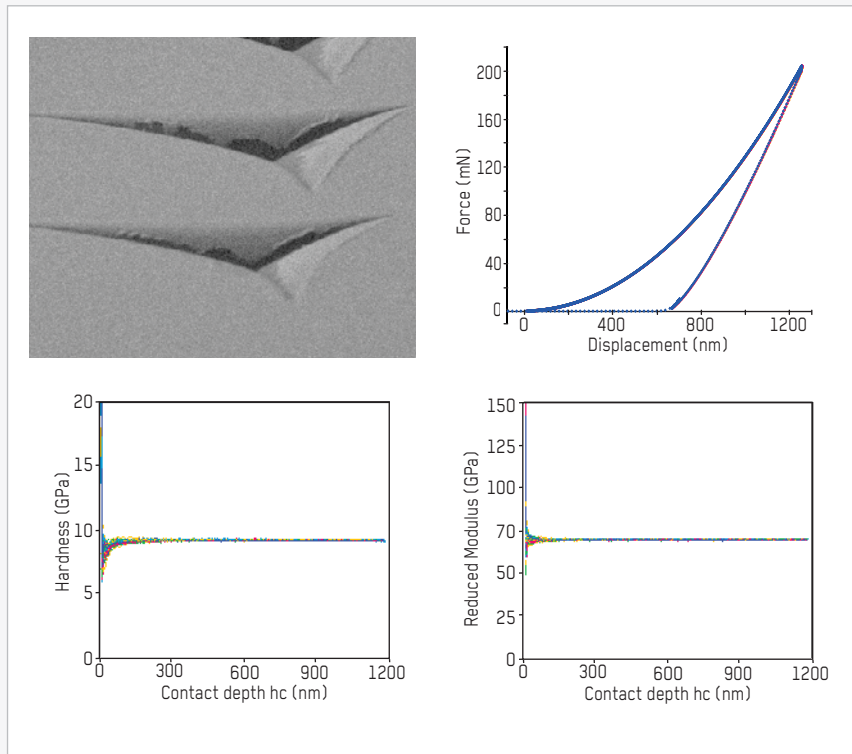 200
160
120
80
40
0
Force (mN)
0 400 800 1200
Displacement (nm)
20
15
10
5
0
Hardness (GPa)
0 300 600 900 1200
Contact depth hc (nm)
150
125
100
70
50
25
0
Reduced Modulus (GPa)
0 300 600 900 1200
Contact depth hc (nm)